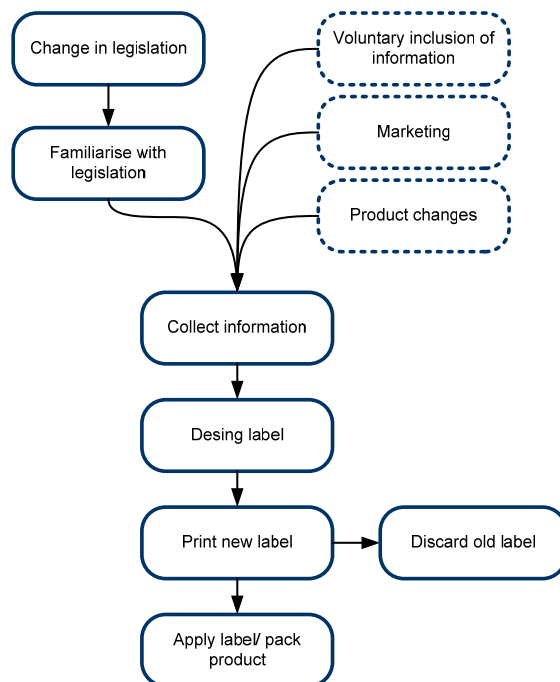 Change in legislation
Voluntary inclusion of
information
Familiarise with
legislation
Marketing
Product changes
Collect information
Desing label
Print new label
Discard old label
Apply label/ pack
product